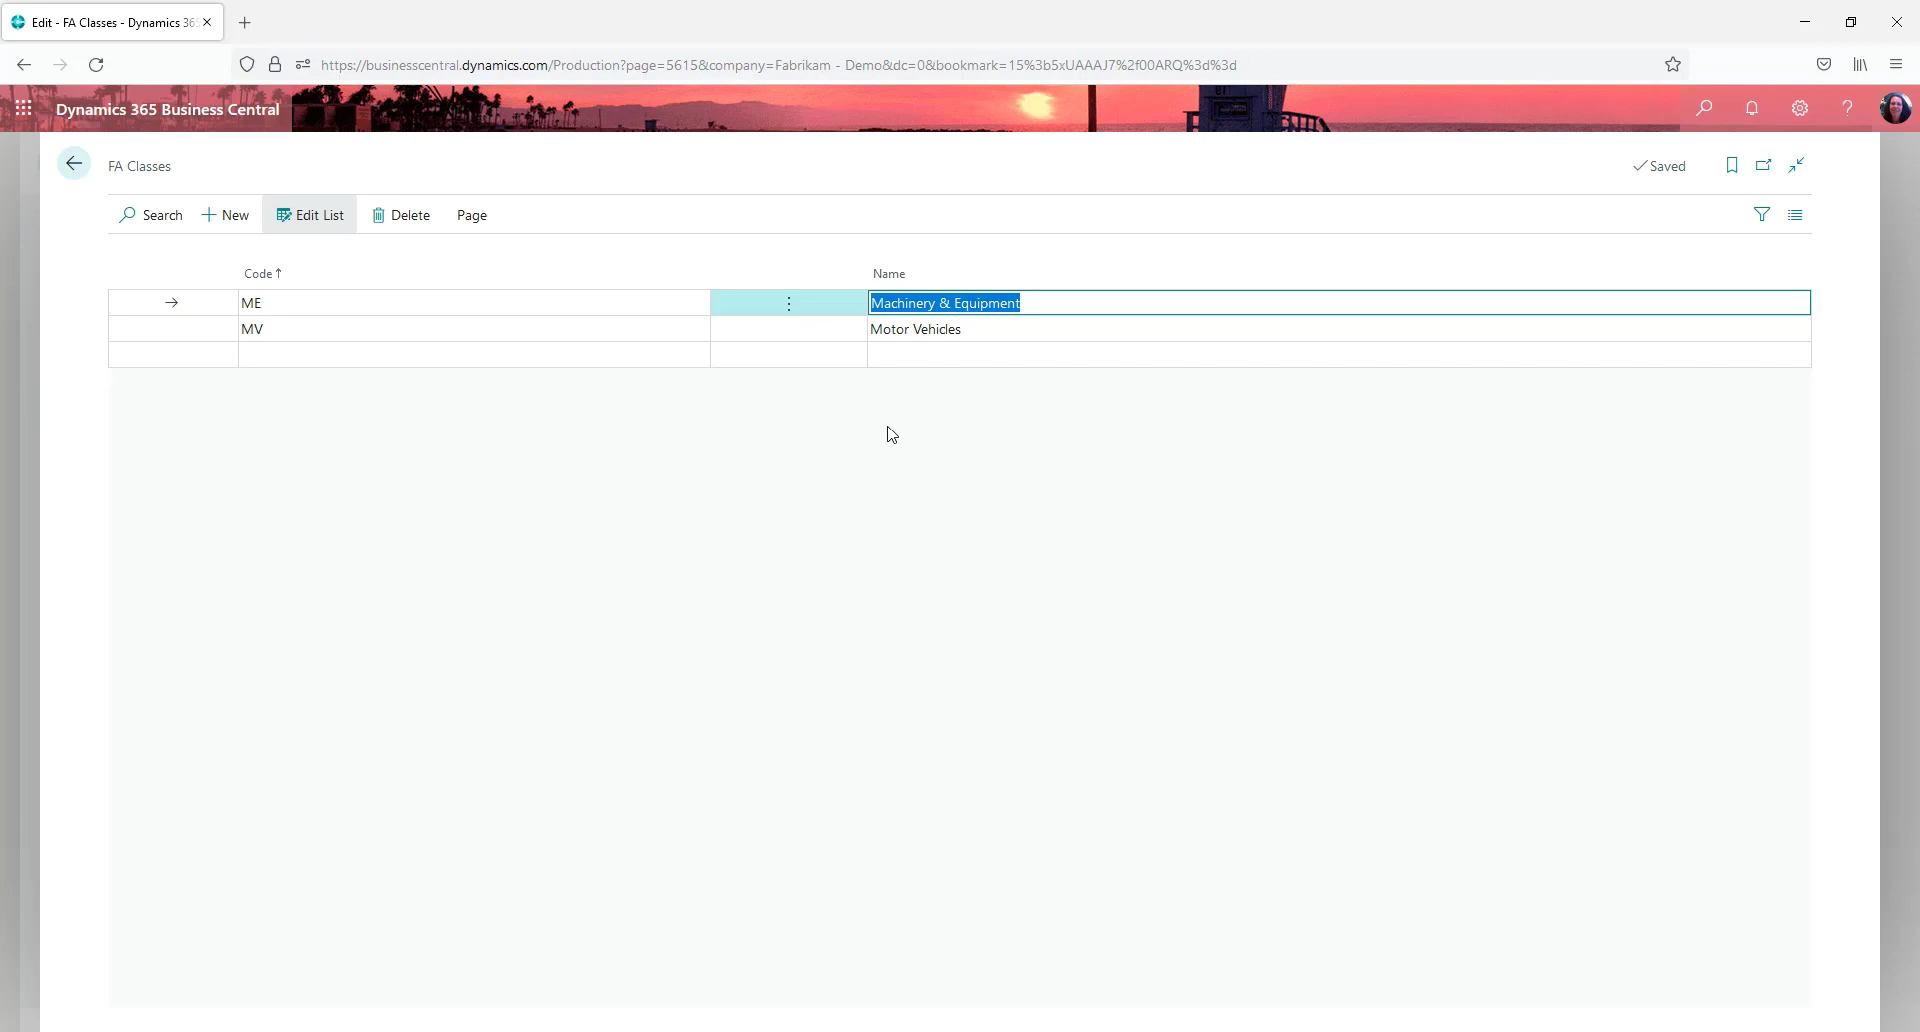 Edit - FA Classes - Dynamics 365
https://businesscentral.dynamics.com/Production?page=5615&company=Fabrikam - Demo&dc=0&bookmark=15%3b5xUAAAJ7%2f00ARQ%3d%3d
Dynamics 365 Business Central
FA Classes
Saved
Search New Edit List Delete Page
Code Name
ME Machinery & Equipment
MV Motor Vehicles